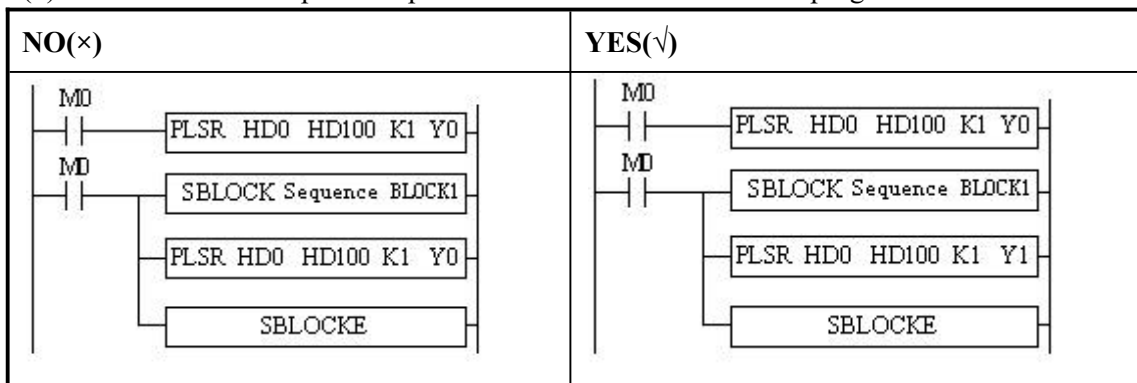 NO(×)
YES(√)
M0
PLSR HD0 HD100 K1 Y0
M0
SBLOCK Sequence BLOCK1
PLSR HD0 HD100 K1 Y0
SBLOCKE
M0
PLSR HD0 HD100 K1 Y0
M0
SBLOCK Sequence BLOCK1
PLSR HD0 HD100 K1 Y1
SBLOCKE